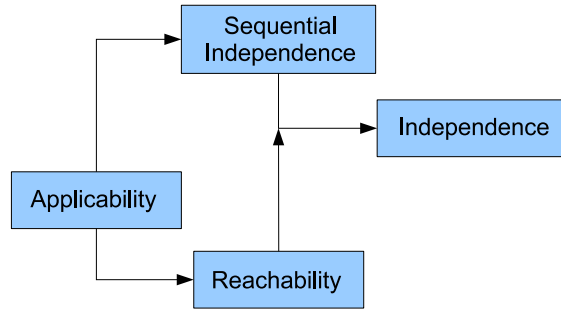 Sequential
Independence
Independence
Applicability
Reachability